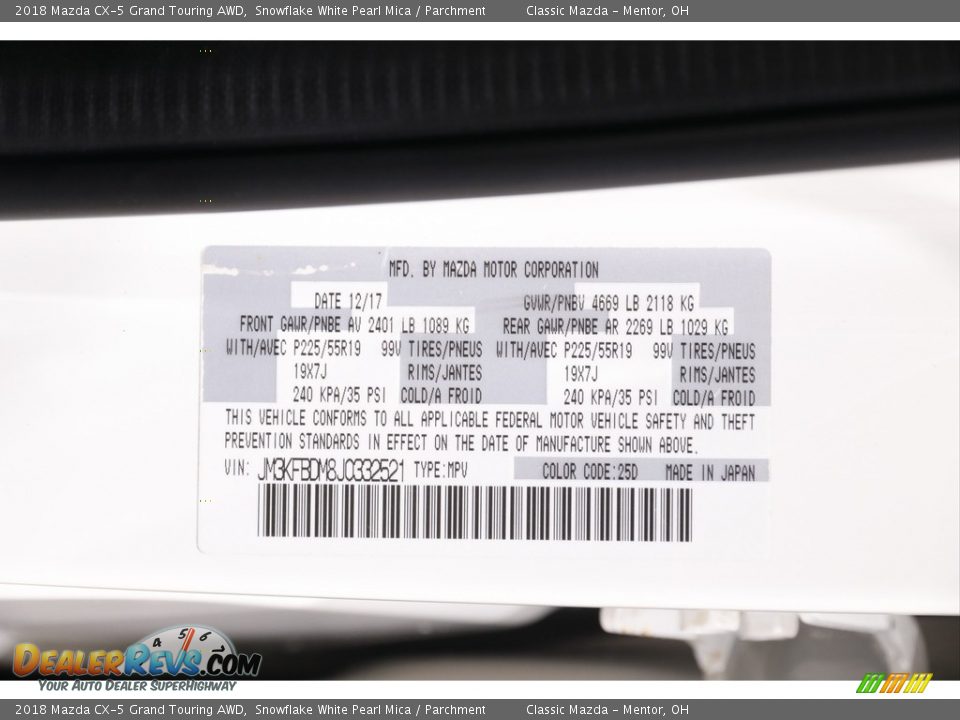 2018 Mazda CX-5 Grand Touring AWD, Snowflake White Pearl Mica / Parchment Classic Mazda - Mentor, OH
MFD. BY MAZDA MOTOR CORPORATION
DATE 12/17 GVWR/PNBV 4669 LB 2118 KG
FRONT GAWR/PNBE AV 2401 LB 1089 KG REAR GAWR/PNBE AR 2269 LB 1029 KG
WITH/AVEC P225/55R19 99V TIRES/PNEUS WITH/AVEC P225/55R19 99V TIRES/PNEUS
19X7J RIMS/JANTES 19X7J RIMS/JANTES
240 KPA/35 PSI COLD/A FROID 240 KPA/35 PSI COLD/A FROID
THIS VEHICLE CONFORMS TO ALL APPLICABLE FEDERAL MOTOR VEHICLE SAFETY AND THEFT
PREVENTION STANDARDS IN EFFECT ON THE DATE OF MANUFACTURE SHOWN ABOVE.
VIN: JM3KFBDM8J0332521 TYPE:MPV COLOR CODE:25D MADE IN JAPAN
4 5 6 7
DEALERREVS.COM
YOUR AUTO DEALER SUPERHIGHWAY
2018 Mazda CX-5 Grand Touring AWD, Snowflake White Pearl Mica / Parchment Classic Mazda - Mentor, OH